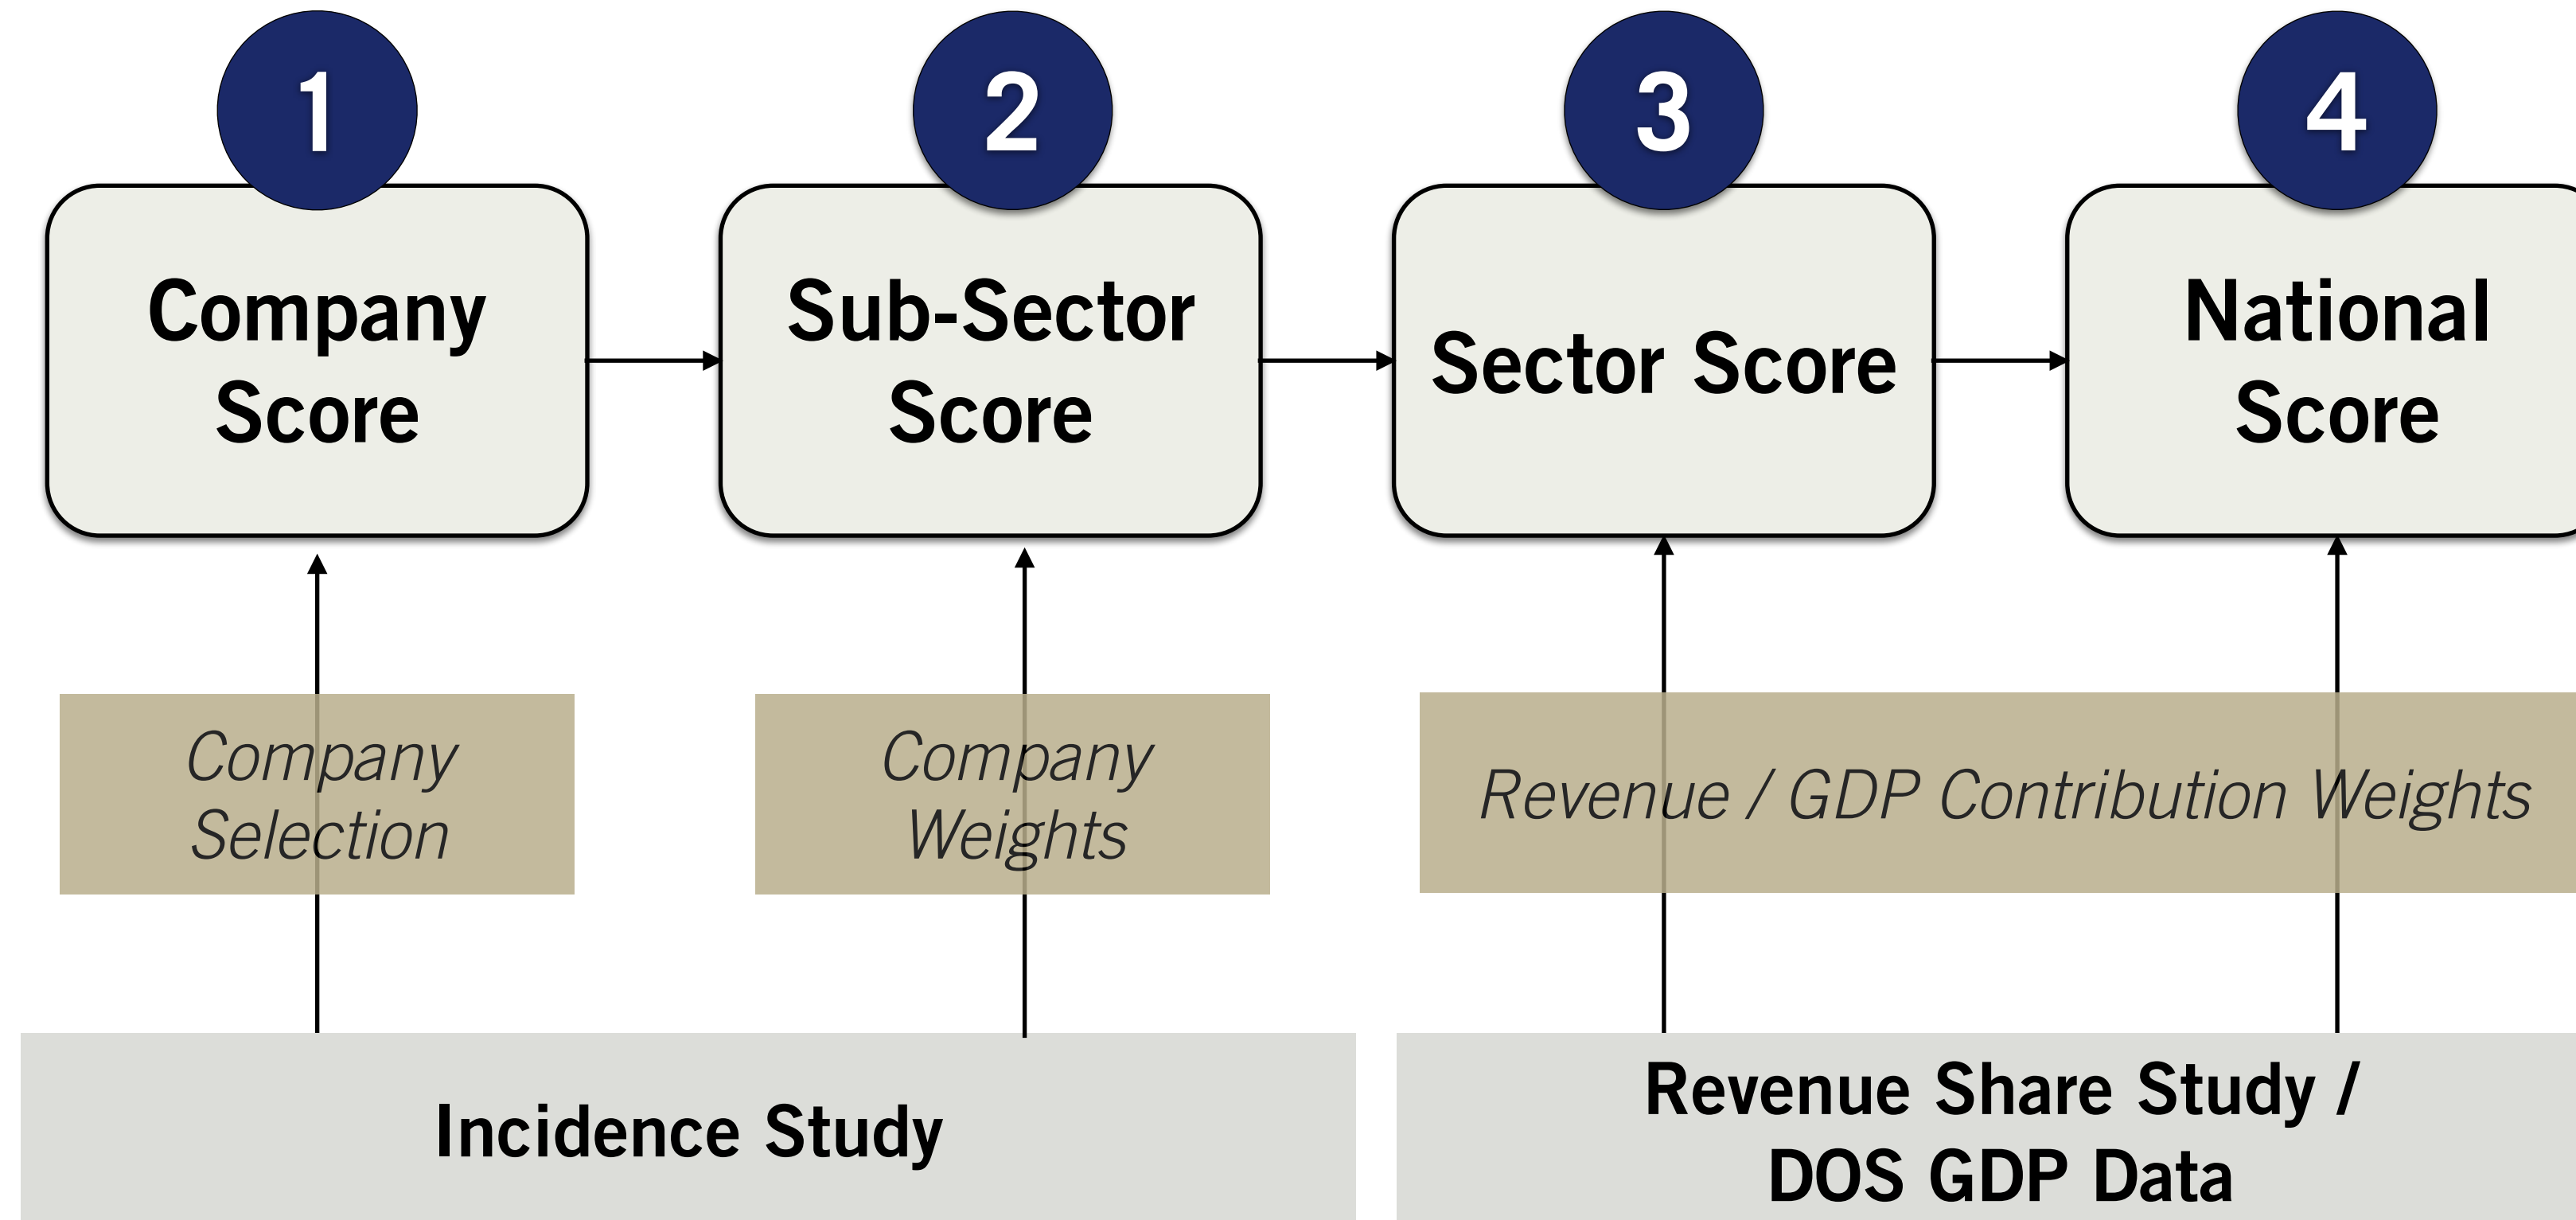 1
2
3
4
Company
Score
Sub-Sector
Score
Sector Score
National
Score
Company
Selection
Company
Weights
Revenue / GDP Contribution Weights
Incidence Study
Revenue Share Study /
DOS GDP Data